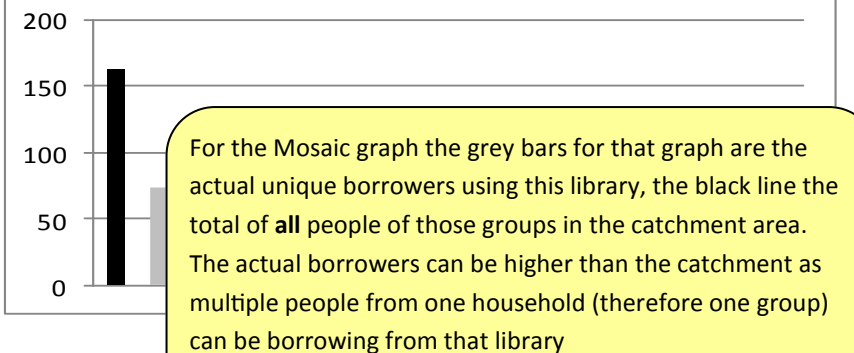 200
150
100
50
0
For the Mosaic graph the grey bars for that graph are the
actual unique borrowers using this library, the black line the
total of all people of those groups in the catchment area.
The actual borrowers can be higher than the catchment as
multiple people from one household (therefore one group)
can be borrowing from that library